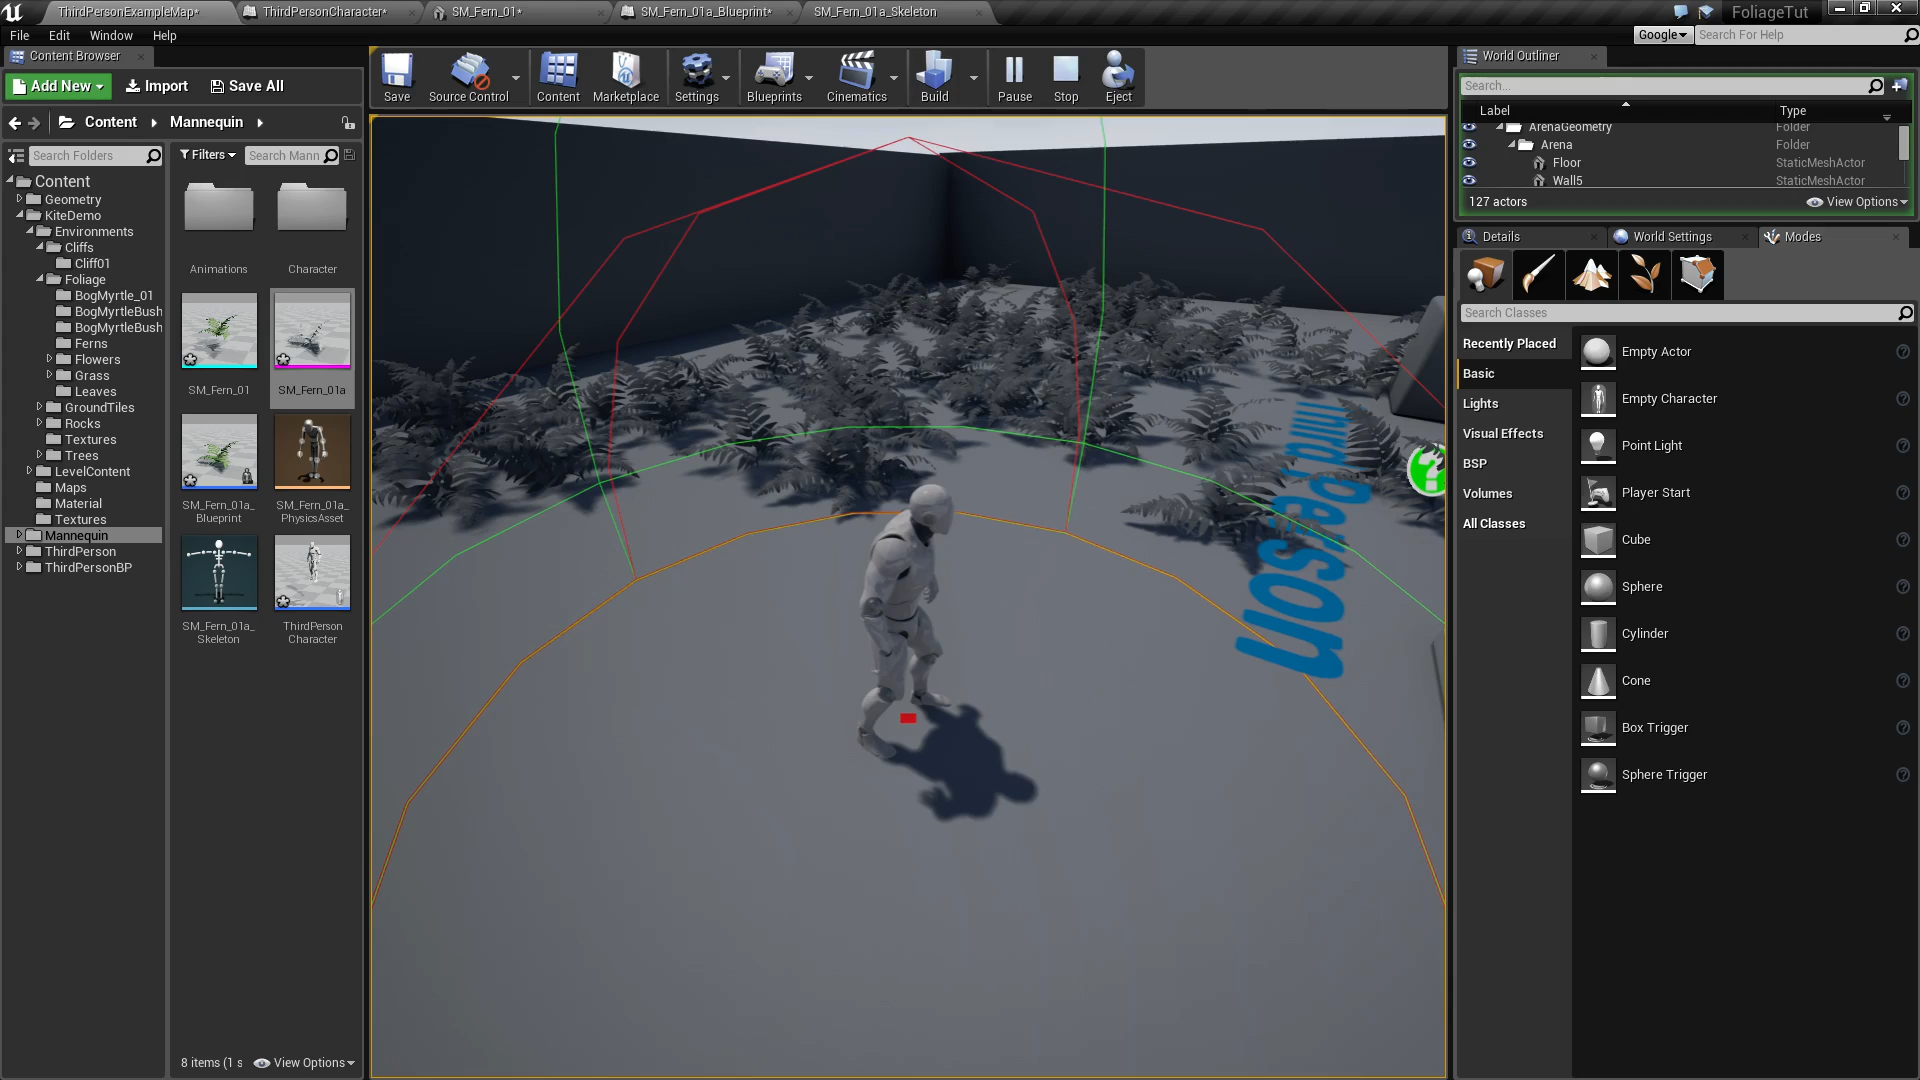 ThirdPersonExampleMap*
ThirdPersonCharacter*
SM_Fern_01*
SM_Fern_01a_Blueprint*
SM_Fern_01a_Skeleton
FoliageTut
File
Edit
Window
Help
Google
Search For Help
Content Browser
Add New
Import
Save All
Content
Mannequin
Search Folders
Filters
Search Mann
Content
Geometry
KiteDemo
Environments
Cliffs
Cliff01
Foliage
BogMyrtle_01
BogMyrtleBush
BogMyrtleBush
Ferns
Flowers
Grass
Leaves
GroundTiles
Rocks
Textures
Trees
LevelContent
Maps
Material
Textures
Mannequin
ThirdPerson
ThirdPersonBP
Animations
Character
SM_Fern_01
SM_Fern_01a
SM_Fern_01a_
Blueprint
SM_Fern_01a_
PhysicsAsset
SM_Fern_01a_
Skeleton
ThirdPerson
Character
8 items (1 s
View Options
Save
Source Control
Content
Marketplace
Settings
Blueprints
Cinematics
Build
Pause
Stop
Eject
Third Person
World Outliner
Search...
Label
Type
ArenaGeometry
Folder
Arena
Folder
Floor
StaticMeshActor
Wall5
StaticMeshActor
127 actors
View Options
Details
World Settings
Modes
Search Classes
Recently Placed
Basic
Lights
Visual Effects
BSP
Volumes
All Classes
Empty Actor
Empty Character
Point Light
Player Start
Cube
Sphere
Cylinder
Cone
Box Trigger
Sphere Trigger